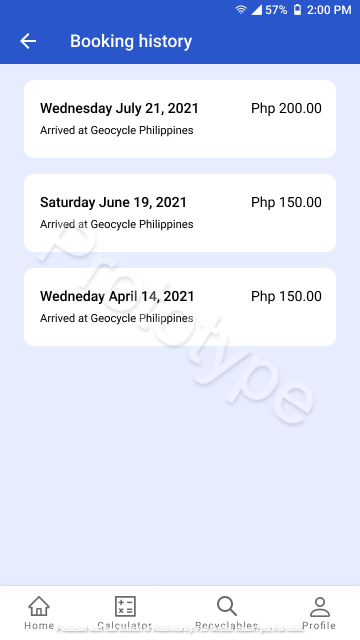 57% 2:00 PM
Booking history
Wednesday July 21, 2021 Php 200.00
Arrived at Geocycle Philippines
Saturday June 19, 2021 Php 150.00
Arrived at Geocycle Philippines
Wedneday April 14, 2021 Php 150.00
Arrived at Geocycle Philippines
Prototype
Home Calculator Recyclables Profile